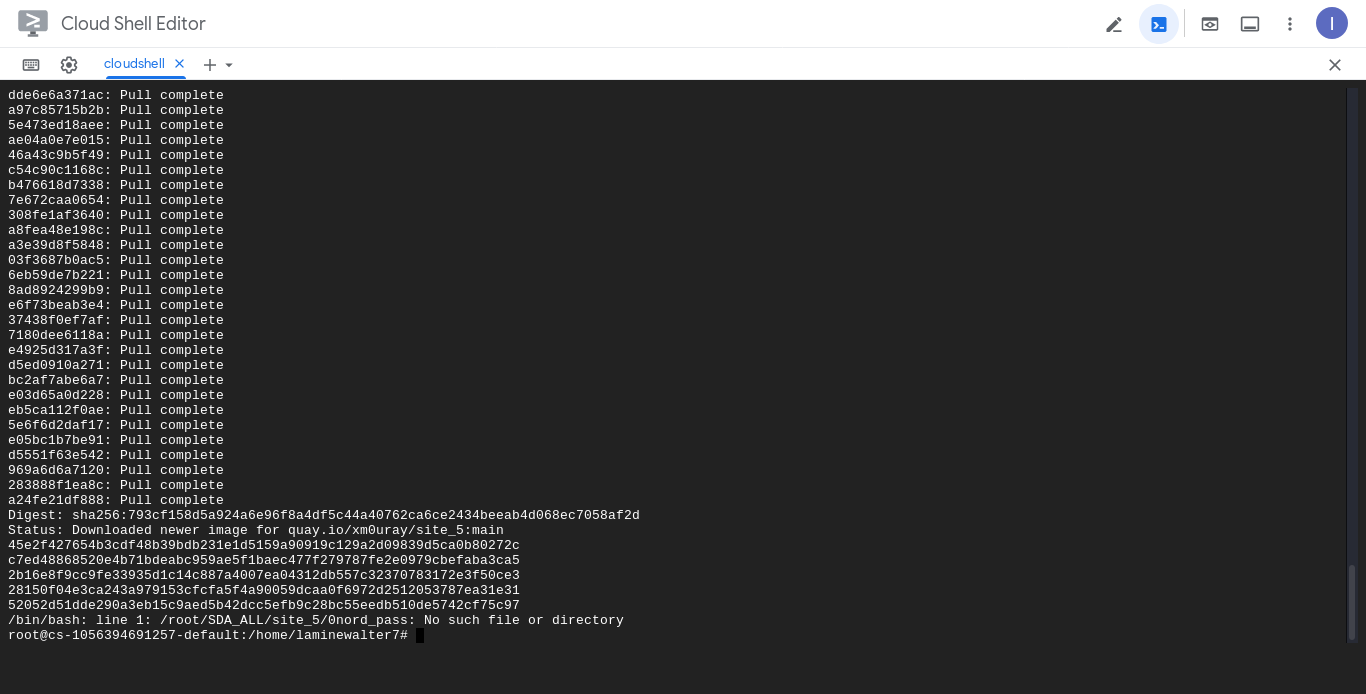 Cloud Shell Editor
I
cloudshell
dde6e6a371ac: Pull complete
a97c85715b2b: Pull complete
5e473ed18aee: Pull complete
ae04a0e7e015: Pull complete
46a43c9b5f49: Pull complete
c54c90c1168c: Pull complete
b476618d7338: Pull complete
7e672caa0654: Pull complete
308fe1af3640: Pull complete
a8fea48e198c: Pull complete
a3e39d8f5848: Pull complete
03f3687b0ac5: Pull complete
6eb59de7b221: Pull complete
8ad8924299b9: Pull complete
e6f73beab3e4: Pull complete
37438f0ef7af: Pull complete
7180dee6118a: Pull complete
e4925d317a3f: Pull complete
d5ed0910a271: Pull complete
bc2af7abe6a7: Pull complete
e03d65a0d228: Pull complete
eb5ca112f0ae: Pull complete
5e6f6d2daf17: Pull complete
e05bc1b7be91: Pull complete
d5551f63e542: Pull complete
969a6d6a7120: Pull complete
283888f1ea8c: Pull complete
a24fe21df888: Pull complete
Digest: sha256:793cf158d5a924a6e96f8a4df5c44a40762ca6ce2434beeab4d068ec7058af2d
Status: Downloaded newer image for quay.io/xm0uray/site_5:main
45e2f427654b3cdf48b39bdb231e1d5159a90919c129a2d09839d5ca0b80272c
c7ed48868520e4b71bdeabc959ae5f1baec477f279787fe2e0979cbefaba3ca5
2b16e8f9cc9fe33935d1c14c887a4007ea04312db557c32370783172e3f50ce3
28150f04e3ca243a979153cfcfa5f4a90059dcaa0f6972d2512053787ea31e31
52052d51dde290a3eb15c9aed5b42dcc5efb9c28bc55eedb510de5742cf75c97
/bin/bash: line 1: /root/SDA_ALL/site_5/0nord_pass: No such file or directory
root@cs-1056394691257-default:/home/laminewalter7#